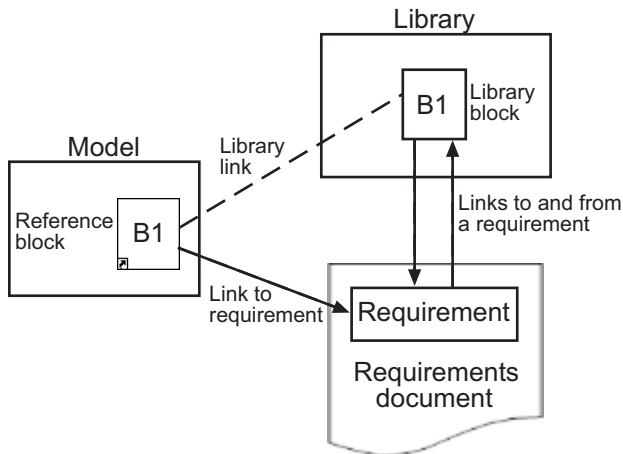 Library
B1
Library
block
Library
link
Model
Reference
block
B1
Links to and from
a requirement
Link to
requirement
Requirement
Requirements
document